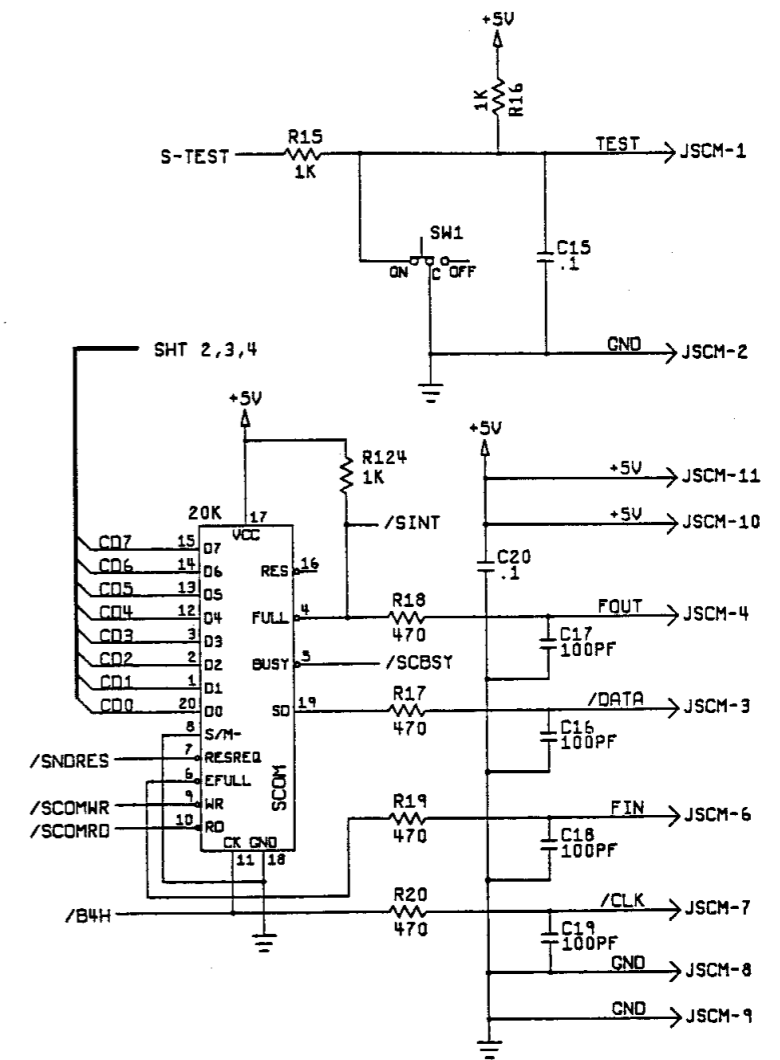 +5V
1K
R16
R15
S-TEST
1K
TEST
JSCM-1
SW1
ON C OFF
C15
.1
GND
JSCM-2
SHT 2,3,4
+5V
+5V
R124
1K
+5V
JSCM-11
20K
17
VCC
/SINT
+5V
JSCM-10
CD7 15 D7
C20
.1
CD6 14 D6
RES 16
CD5 13 D5
CD4 12 D4
FULL 4
R18
470
FOUT
JSCM-4
CD3 3 D3
C17
100PF
CD2 2 D2
BUSY 5
/SCBSY
CD1 1 D1
CD0 20 D0
SD 19
R17
470
/DATA
JSCM-3
8 S/M-
C16
100PF
/SNDRES
7 RESREQ
6 EFULL
SCOM
/SCOMWR
9 WR
R19
470
FIN
JSCM-6
/SCOMRD
10 RD
C18
100PF
CK GND
11 18
/B4H
R20
470
/CLK
JSCM-7
C19
100PF
GND
JSCM-8
GND
JSCM-9